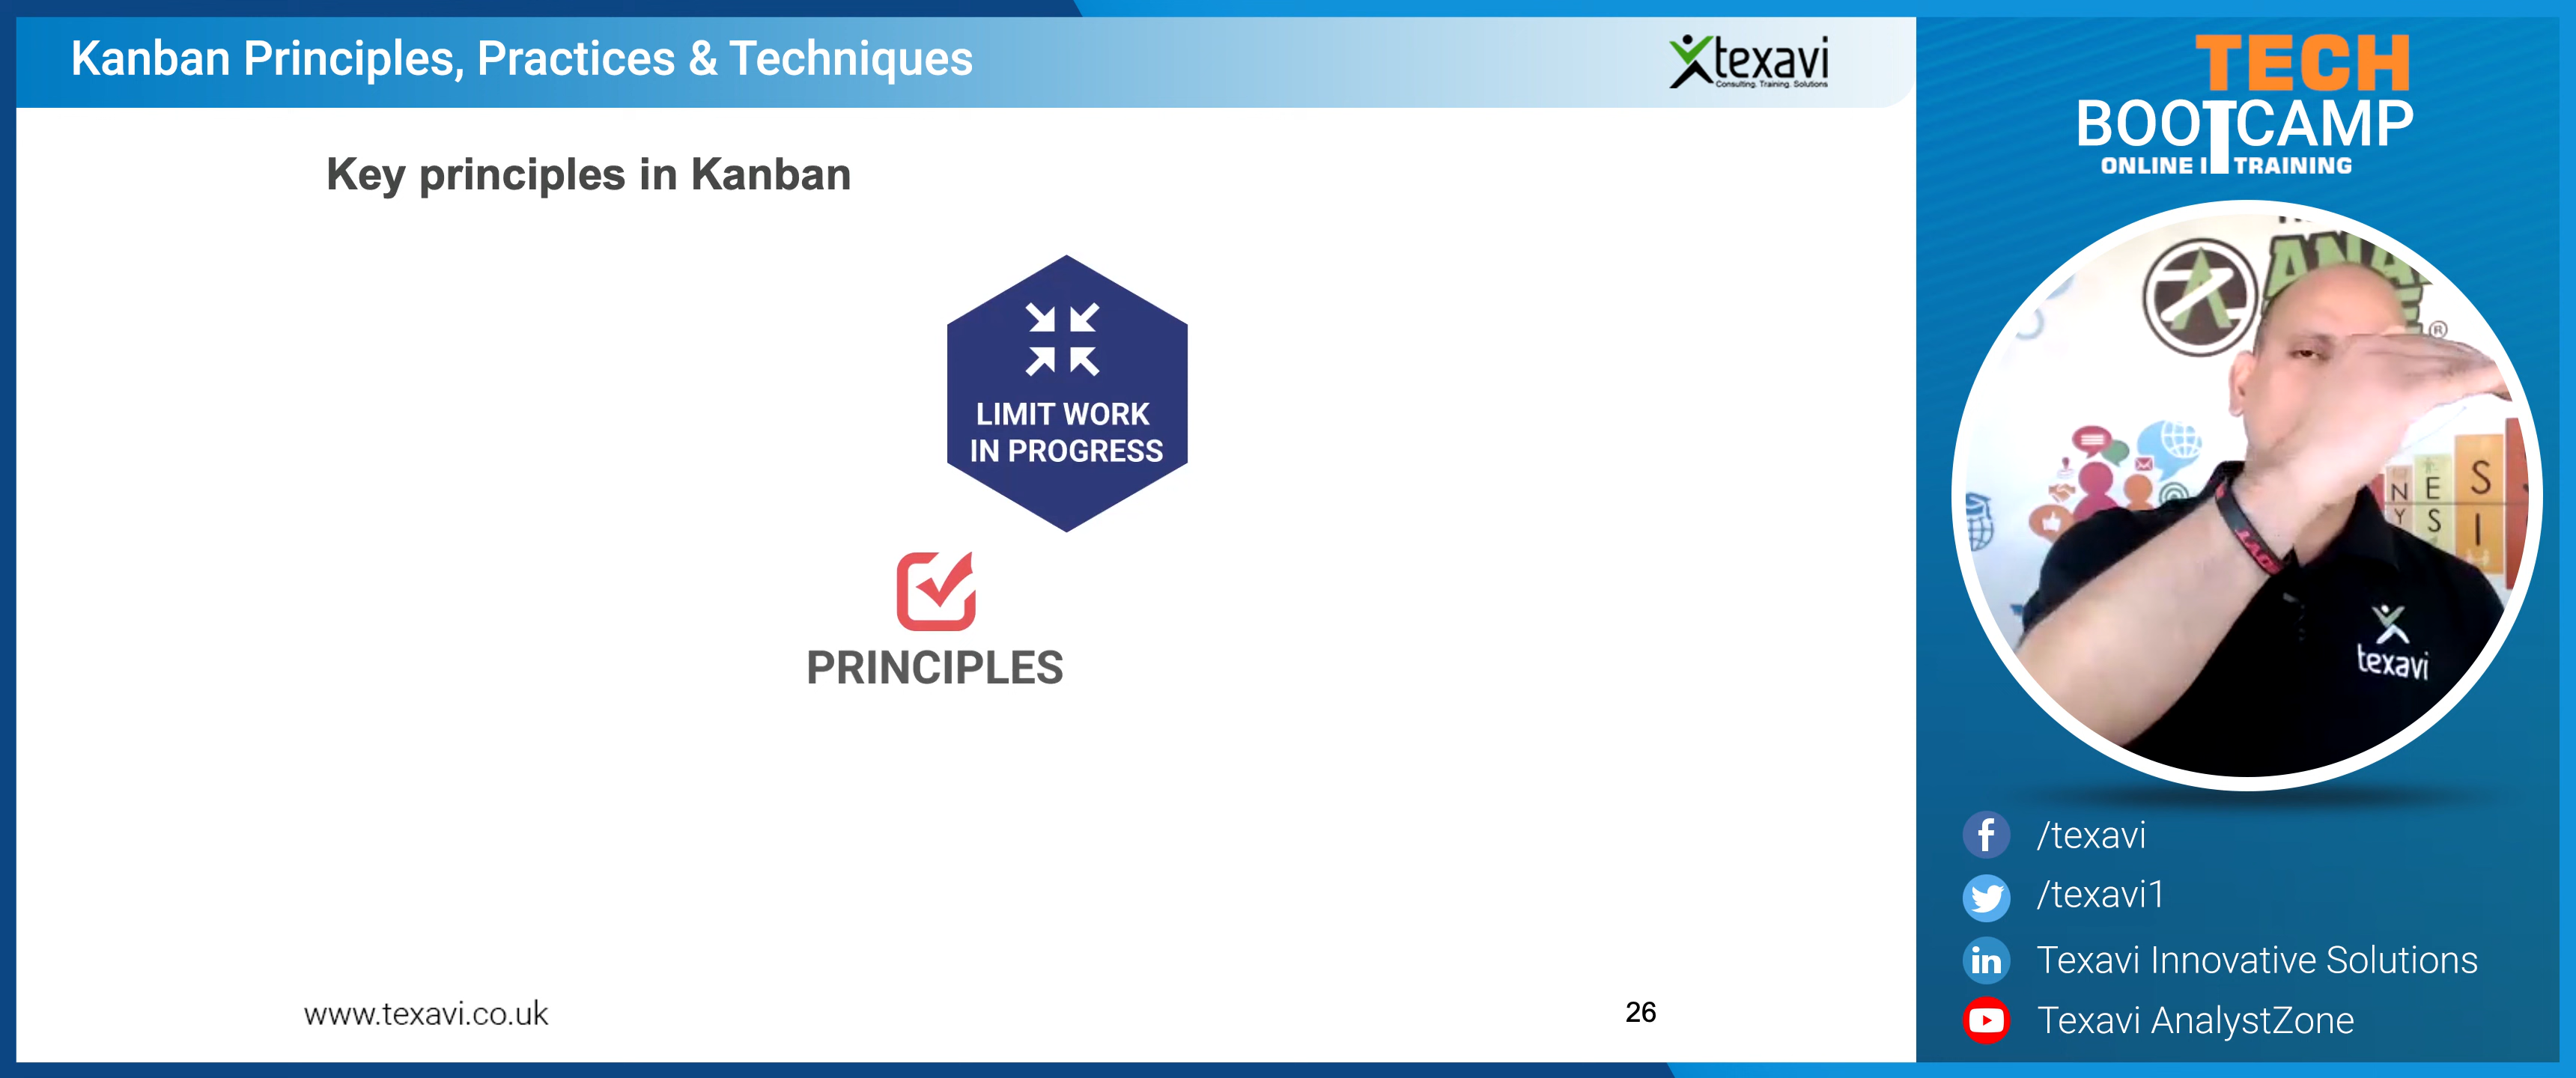 Kanban Principles, Practices & Techniques
texavi
Consulting. Training. Solutions
Key principles in Kanban
LIMIT WORK
IN PROGRESS
PRINCIPLES
www.texavi.co.uk
26
TECH
BOOTCAMP
ONLINE IT TRAINING
ANA
®
N E S
Y S I
texavi
/texavi
/texavi1
Texavi Innovative Solutions
Texavi AnalystZone